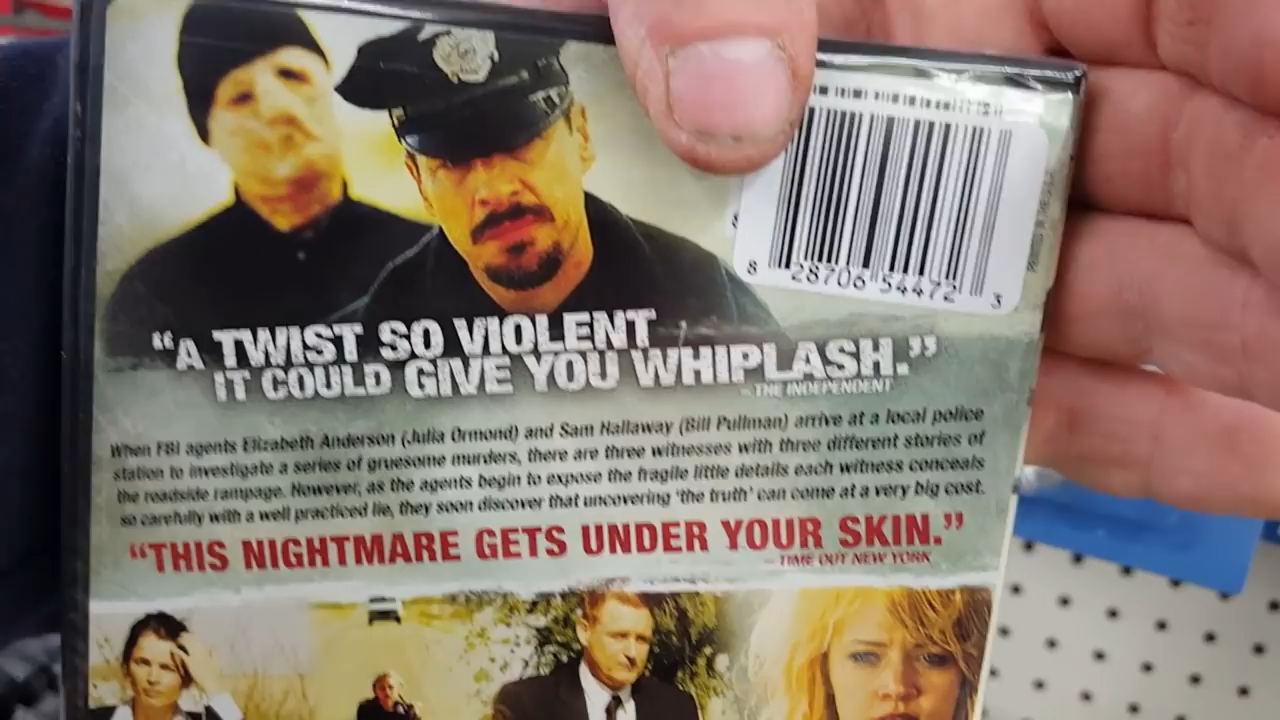 8 28706 54472 3
“A TWIST SO VIOLENT
IT COULD GIVE YOU WHIPLASH.”
– THE INDEPENDENT
When FBI agents Elizabeth Anderson (Julia Ormond) and Sam Hallaway (Bill Pullman) arrive at a local police
station to investigate a series of gruesome murders, there are three witnesses with three different stories of
the roadside rampage. However, as the agents begin to expose the fragile little details each witness conceals
so carefully with a well practiced lie, they soon discover that uncovering ‘the truth’ can come at a very big cost.
“THIS NIGHTMARE GETS UNDER YOUR SKIN.”
– TIME OUT NEW YORK